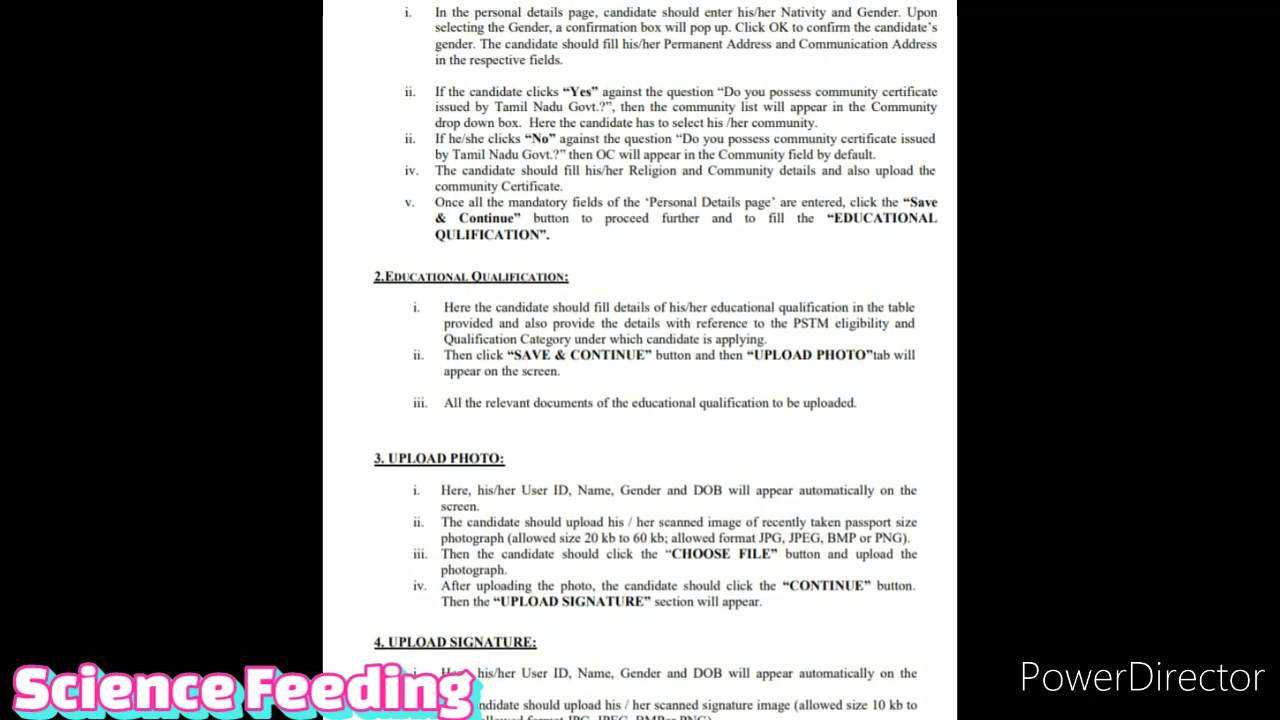 i. In the personal details page, candidate should enter his/her Nativity and Gender. Upon
selecting the Gender, a confirmation box will pop up. Click OK to confirm the candidate's
gender. The candidate should fill his/her Permanent Address and Communication Address
in the respective fields.
ii. If the candidate clicks “Yes” against the question “Do you possess community certificate
issued by Tamil Nadu Govt.?”, then the community list will appear in the Community
drop down box. Here the candidate has to select his /her community.
ii. If he/she clicks “No” against the question “Do you possess community certificate issued
by Tamil Nadu Govt.?” then OC will appear in the Community field by default.
iv. The candidate should fill his/her Religion and Community details and also upload the
community Certificate.
v. Once all the mandatory fields of the ‘Personal Details page’ are entered, click the “Save
& Continue” button to proceed further and to fill the “EDUCATIONAL
QULIFICATION”.
2.EDUCATIONAL QUALIFICATION:
i. Here the candidate should fill details of his/her educational qualification in the table
provided and also provide the details with reference to the PSTM eligibility and
Qualification Category under which candidate is applying.
ii. Then click “SAVE & CONTINUE” button and then “UPLOAD PHOTO”tab will
appear on the screen.
iii. All the relevant documents of the educational qualification to be uploaded.
3. UPLOAD PHOTO:
i. Here, his/her User ID, Name, Gender and DOB will appear automatically on the
screen.
ii. The candidate should upload his / her scanned image of recently taken passport size
photograph (allowed size 20 kb to 60 kb; allowed format JPG, JPEG, BMP or PNG).
iii. Then the candidate should click the “CHOOSE FILE” button and upload the
photograph.
iv. After uploading the photo, the candidate should click the “CONTINUE” button.
Then the “UPLOAD SIGNATURE” section will appear.
4. UPLOAD SIGNATURE:
his/her User ID, Name, Gender and DOB will appear automatically on the
should upload his / her scanned signature image (allowed size 10 kb to
Science Feeding
PowerDirector